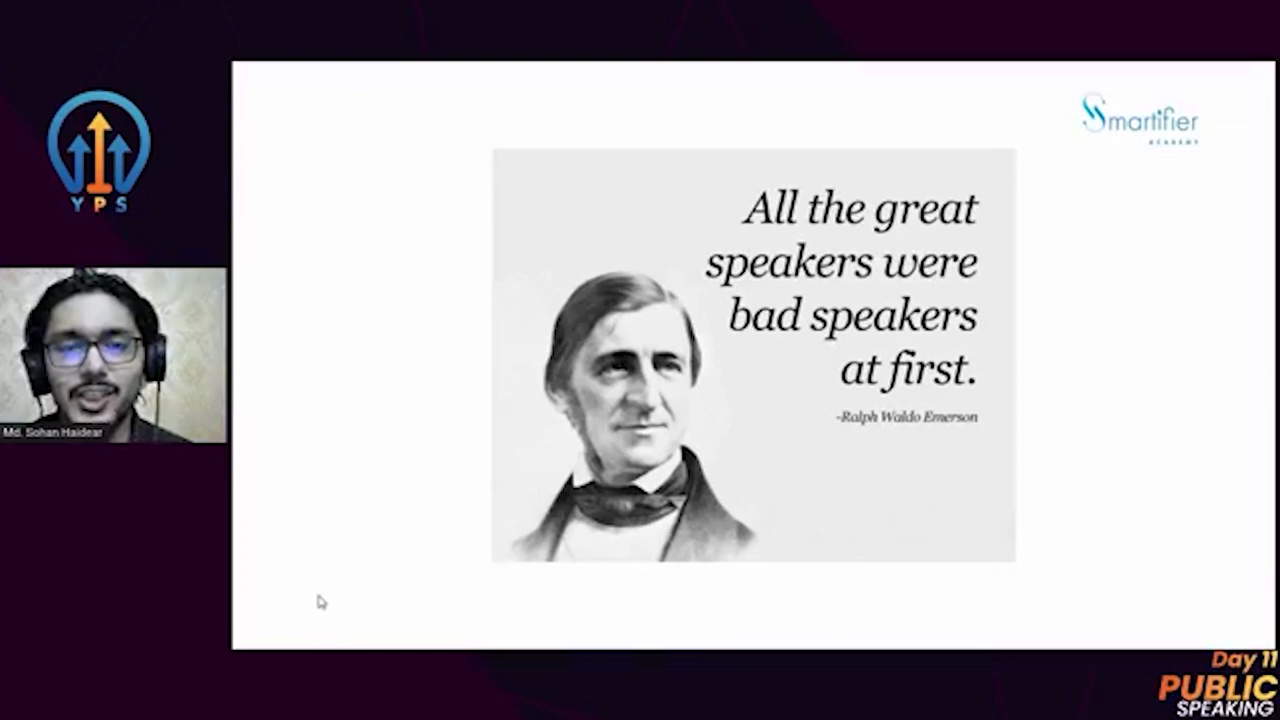 YPS
Md. Sohan Haidear
Smartifier
ACADEMY
All the great
speakers were
bad speakers
at first.
-Ralph Waldo Emerson
Day 11
PUBLIC
SPEAKING